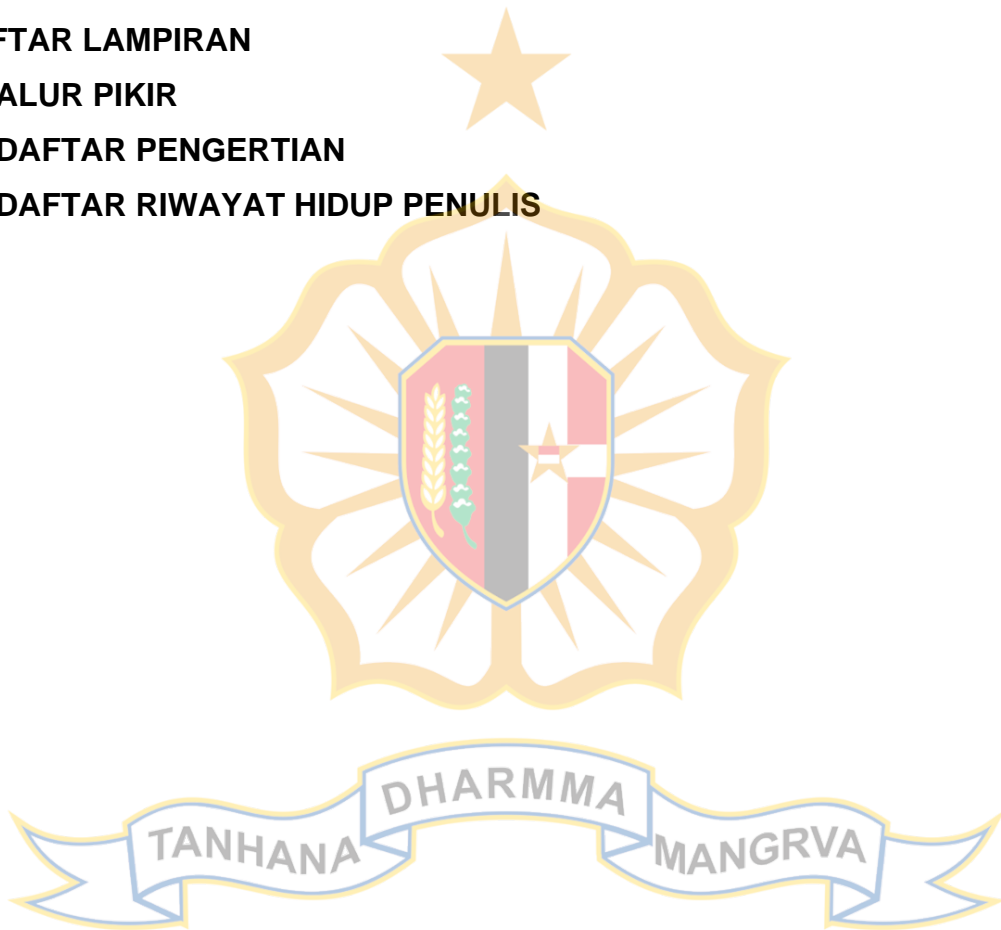 FTAR LAMPIRAN
ALUR PIKIR
DAFTAR PENGERTIAN
DAFTAR RIWAYAT HIDUP PENULIS
TANHANA DHARMMA MANGRVA